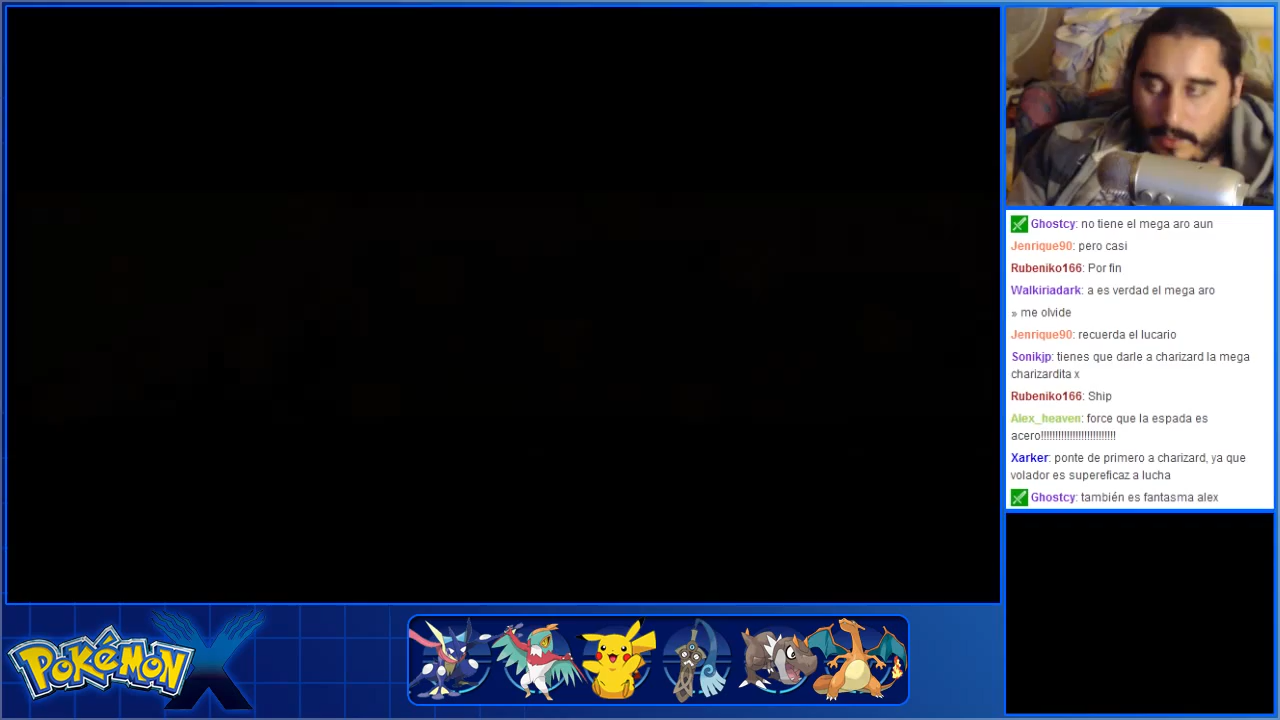 Ghostcy: no tiene el mega aro aun
Jenrique90: pero casi
Rubeniko166: Por fin
Walkiriadark: a es verdad el mega aro
» me olvide
Jenrique90: recuerda el lucario
Sonikjp: tienes que darle a charizard la mega
charizardita x
Rubeniko166: Ship
Alex_heaven: force que la espada es
acero!!!!!!!!!!!!!!!!!!!!!!!!!!
Xarker: ponte de primero a charizard, ya que
volador es supereficaz a lucha
Ghostcy: también es fantasma alex
POKéMON X